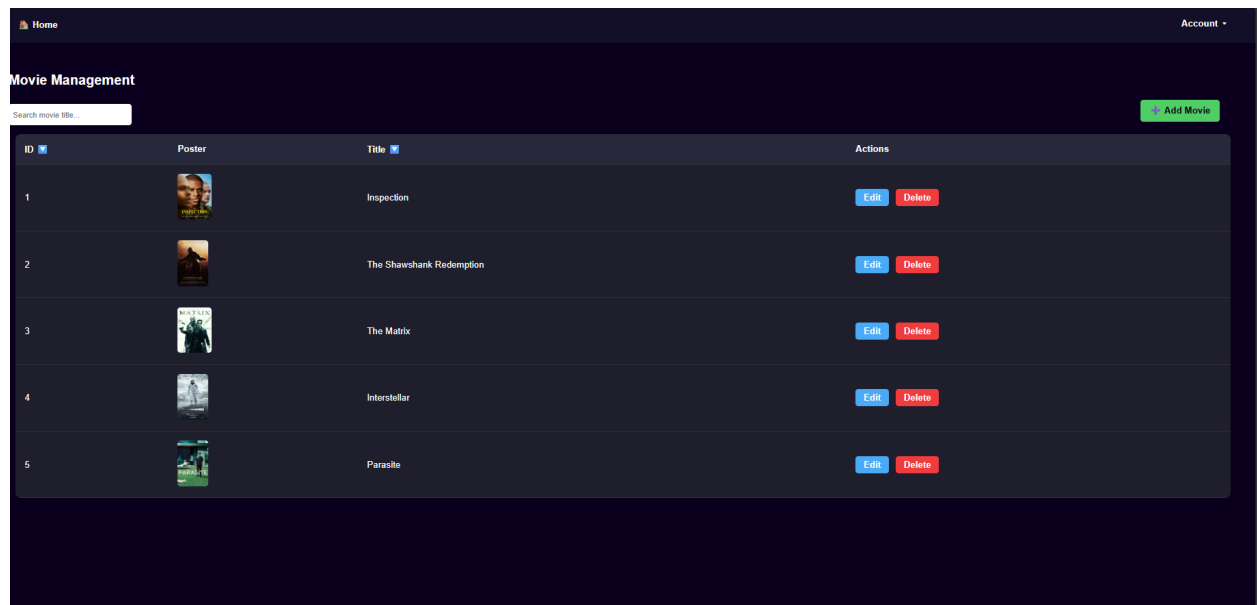 Home
Account
Movie Management
Search movie title...
Add Movie
ID Poster Title Actions
1 Inspection Edit Delete
2 The Shawshank Redemption Edit Delete
MATRIX
3 The Matrix Edit Delete
4 Interstellar Edit Delete
5 Parasite Edit Delete
PARASITE